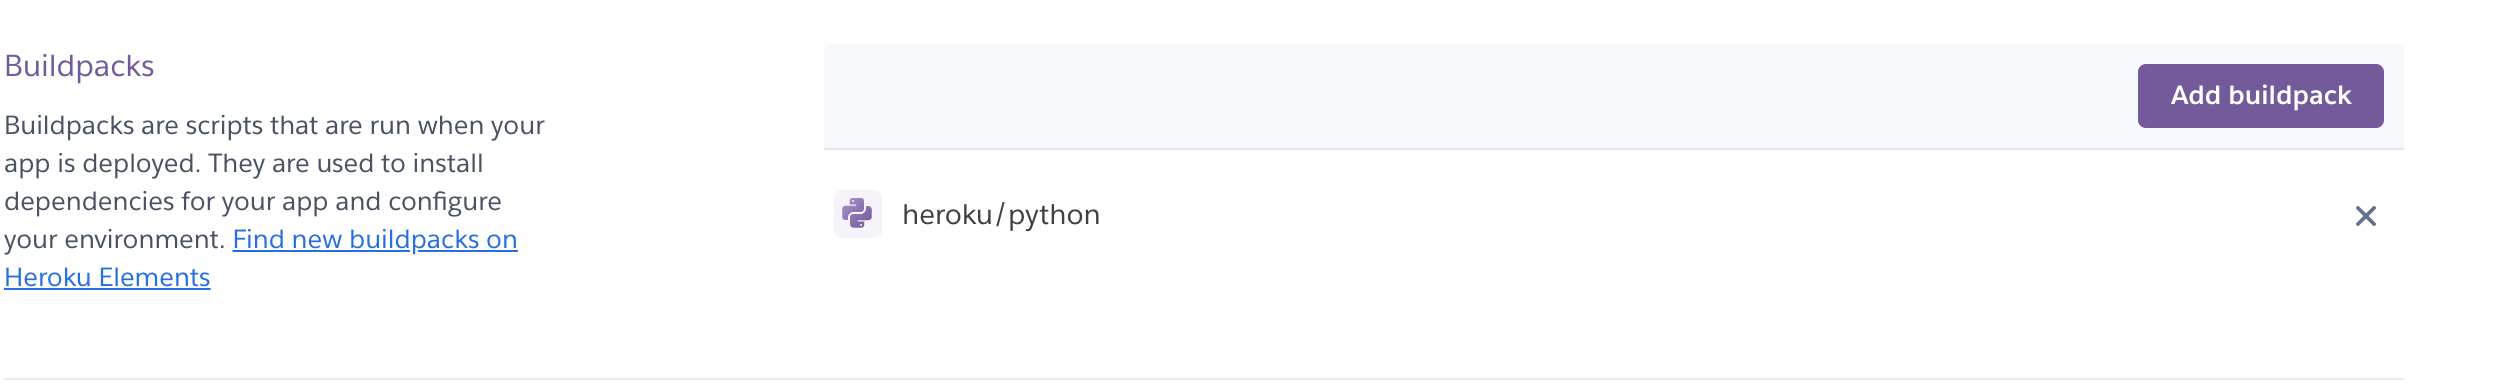 Buildpacks
Add buildpack
Buildpacks are scripts that are run when your
app is deployed. They are used to install
dependencies for your app and configure
your environment. Find new buildpacks on
Heroku Elements
heroku/python